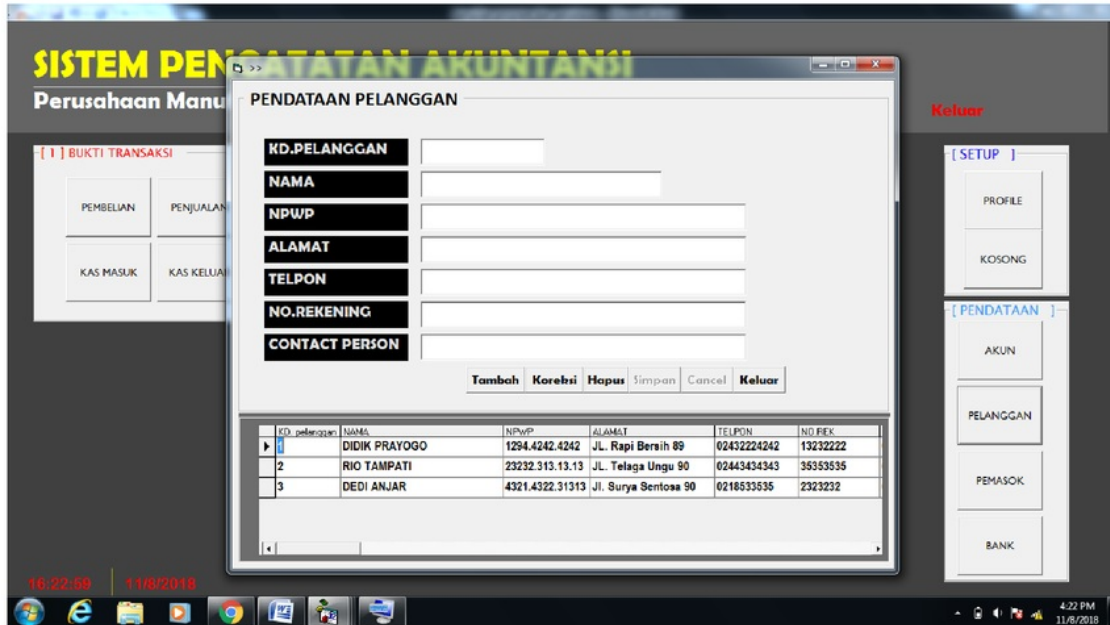 SISTEM PENCATATAN AKUNTANSI
Perusahaan Manu
Keluar
>>
PENDATAAN PELANGGAN
KD.PELANGGAN
NAMA
NPWP
ALAMAT
TELPON
NO.REKENING
CONTACT PERSON
Tambah Koreksi Hapus Simpan Cancel Keluar
KD. pelanggan NAMA NPWP ALAMAT TELPON NO REK
1 DIDIK PRAYOGO 1294.4242.4242 JL. Rapi Bersih 89 02432224242 13232222
2 RIO TAMPATI 23232.313.13.13 JL. Telaga Ungu 90 02443434343 35353535
3 DEDI ANJAR 4321.4322.31313 Jl. Surya Sentosa 90 0218533535 2323232
-[ 1 ] BUKTI TRANSAKSI
PEMBELIAN PENJUALAN
KAS MASUK KAS KELUA
[ SETUP ]
PROFILE
KOSONG
[ PENDATAAN ]
AKUN
PELANGGAN
PEMASOK
BANK
16:22:59 11/8/2018
4:22 PM
11/8/2018